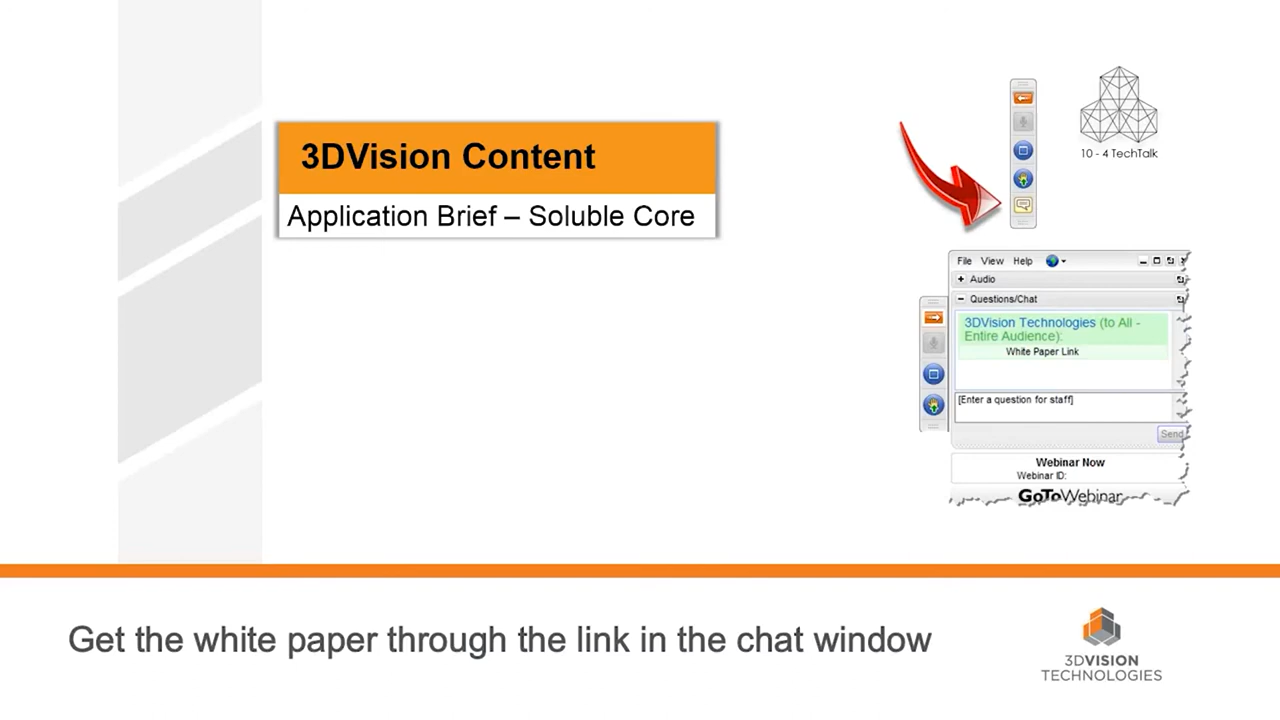 3DVision Content
Application Brief – Soluble Core
10 - 4 TechTalk
File View Help
Audio
Questions/Chat
3DVision Technologies (to All -
Entire Audience):
White Paper Link
[Enter a question for staff]
Send
Webinar Now
Webinar ID:
GoToWebinar
Get the white paper through the link in the chat window
3DVISION
TECHNOLOGIES